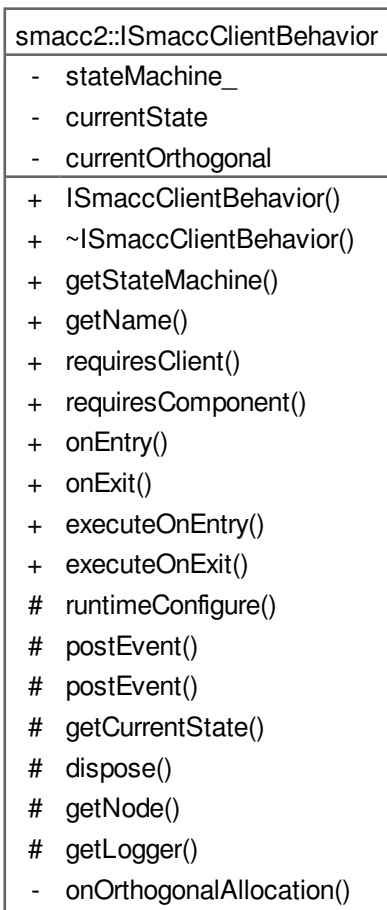 smacc2::ISmaccClientBehavior
- stateMachine_
- currentState
- currentOrthogonal
+ ISmaccClientBehavior()
+ ~ISmaccClientBehavior()
+ getStateMachine()
+ getName()
+ requiresClient()
+ requiresComponent()
+ onEntry()
+ onExit()
+ executeOnEntry()
+ executeOnExit()
# runtimeConfigure()
# postEvent()
# postEvent()
# getCurrentState()
# dispose()
# getNode()
# getLogger()
- onOrthogonalAllocation()